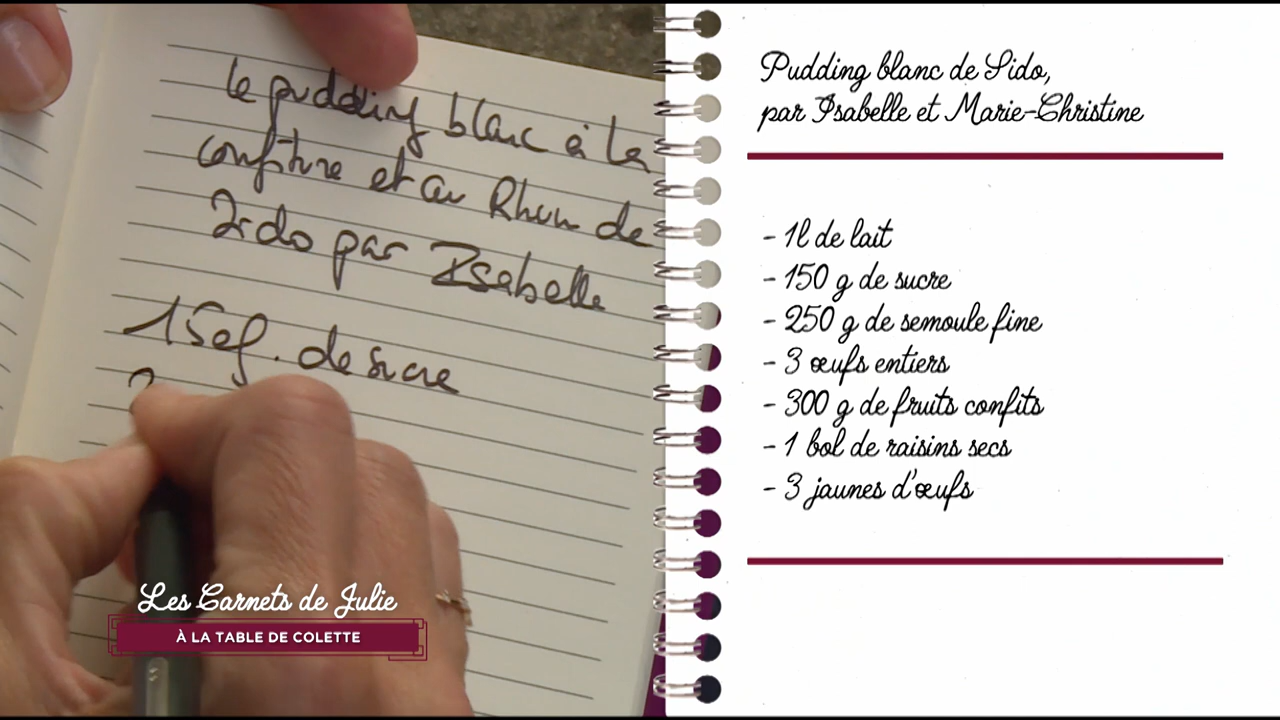 le pudding blanc à la
confiture et au Rhum de
Sido par Isabelle
150g. de sucre
Les Carnets de Julie
À LA TABLE DE COLETTE
Pudding blanc de Sido,
par Isabelle et Marie-Christine
- 1l de lait
- 150 g de sucre
- 250 g de semoule fine
- 3 œufs entiers
- 300 g de fruits confits
- 1 bol de raisins secs
- 3 jaunes d'œufs